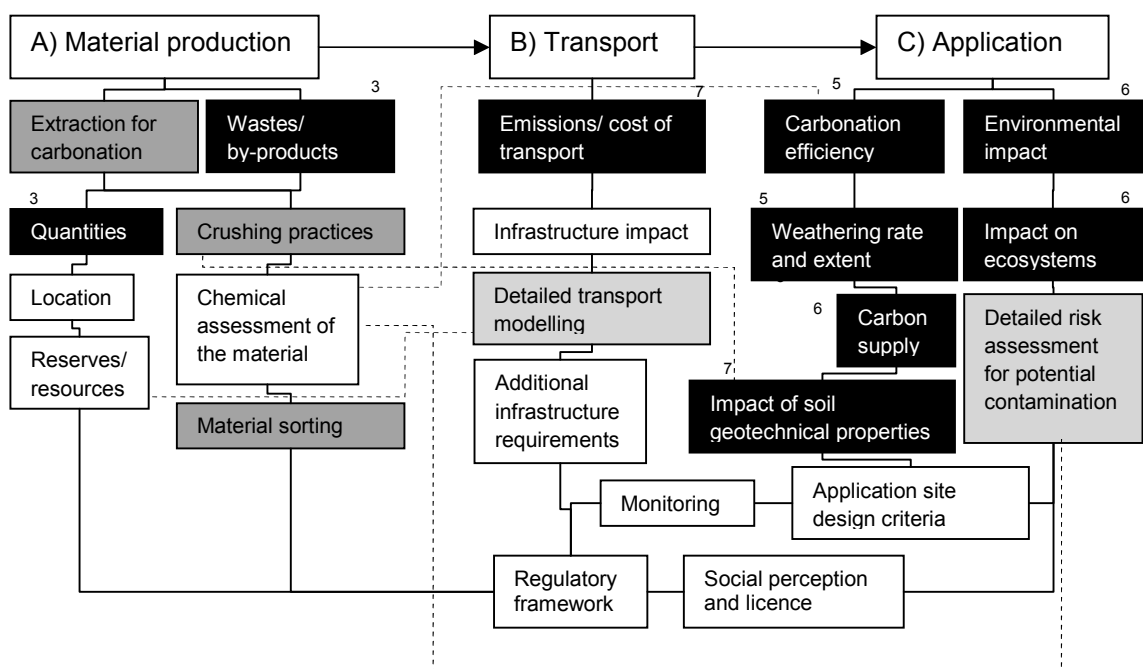 A) Material production
B) Transport
C) Application
3
7
5
6
Extraction for
carbonation
Wastes/
by-products
Emissions/ cost of
transport
Carbonation
efficiency
Environmental
impact
3
5
6
Quantities
Crushing practices
Infrastructure impact
Weathering rate
and extent
Impact on
ecosystems
Location
Chemical
assessment of
the material
Detailed transport
modelling
6
Carbon
supply
Detailed risk
assessment
for potential
contamination
Reserves/
resources
Additional
infrastructure
requirements
7
Impact of soil
geotechnical properties
Material sorting
Monitoring
Application site
design criteria
Regulatory
framework
Social perception
and licence